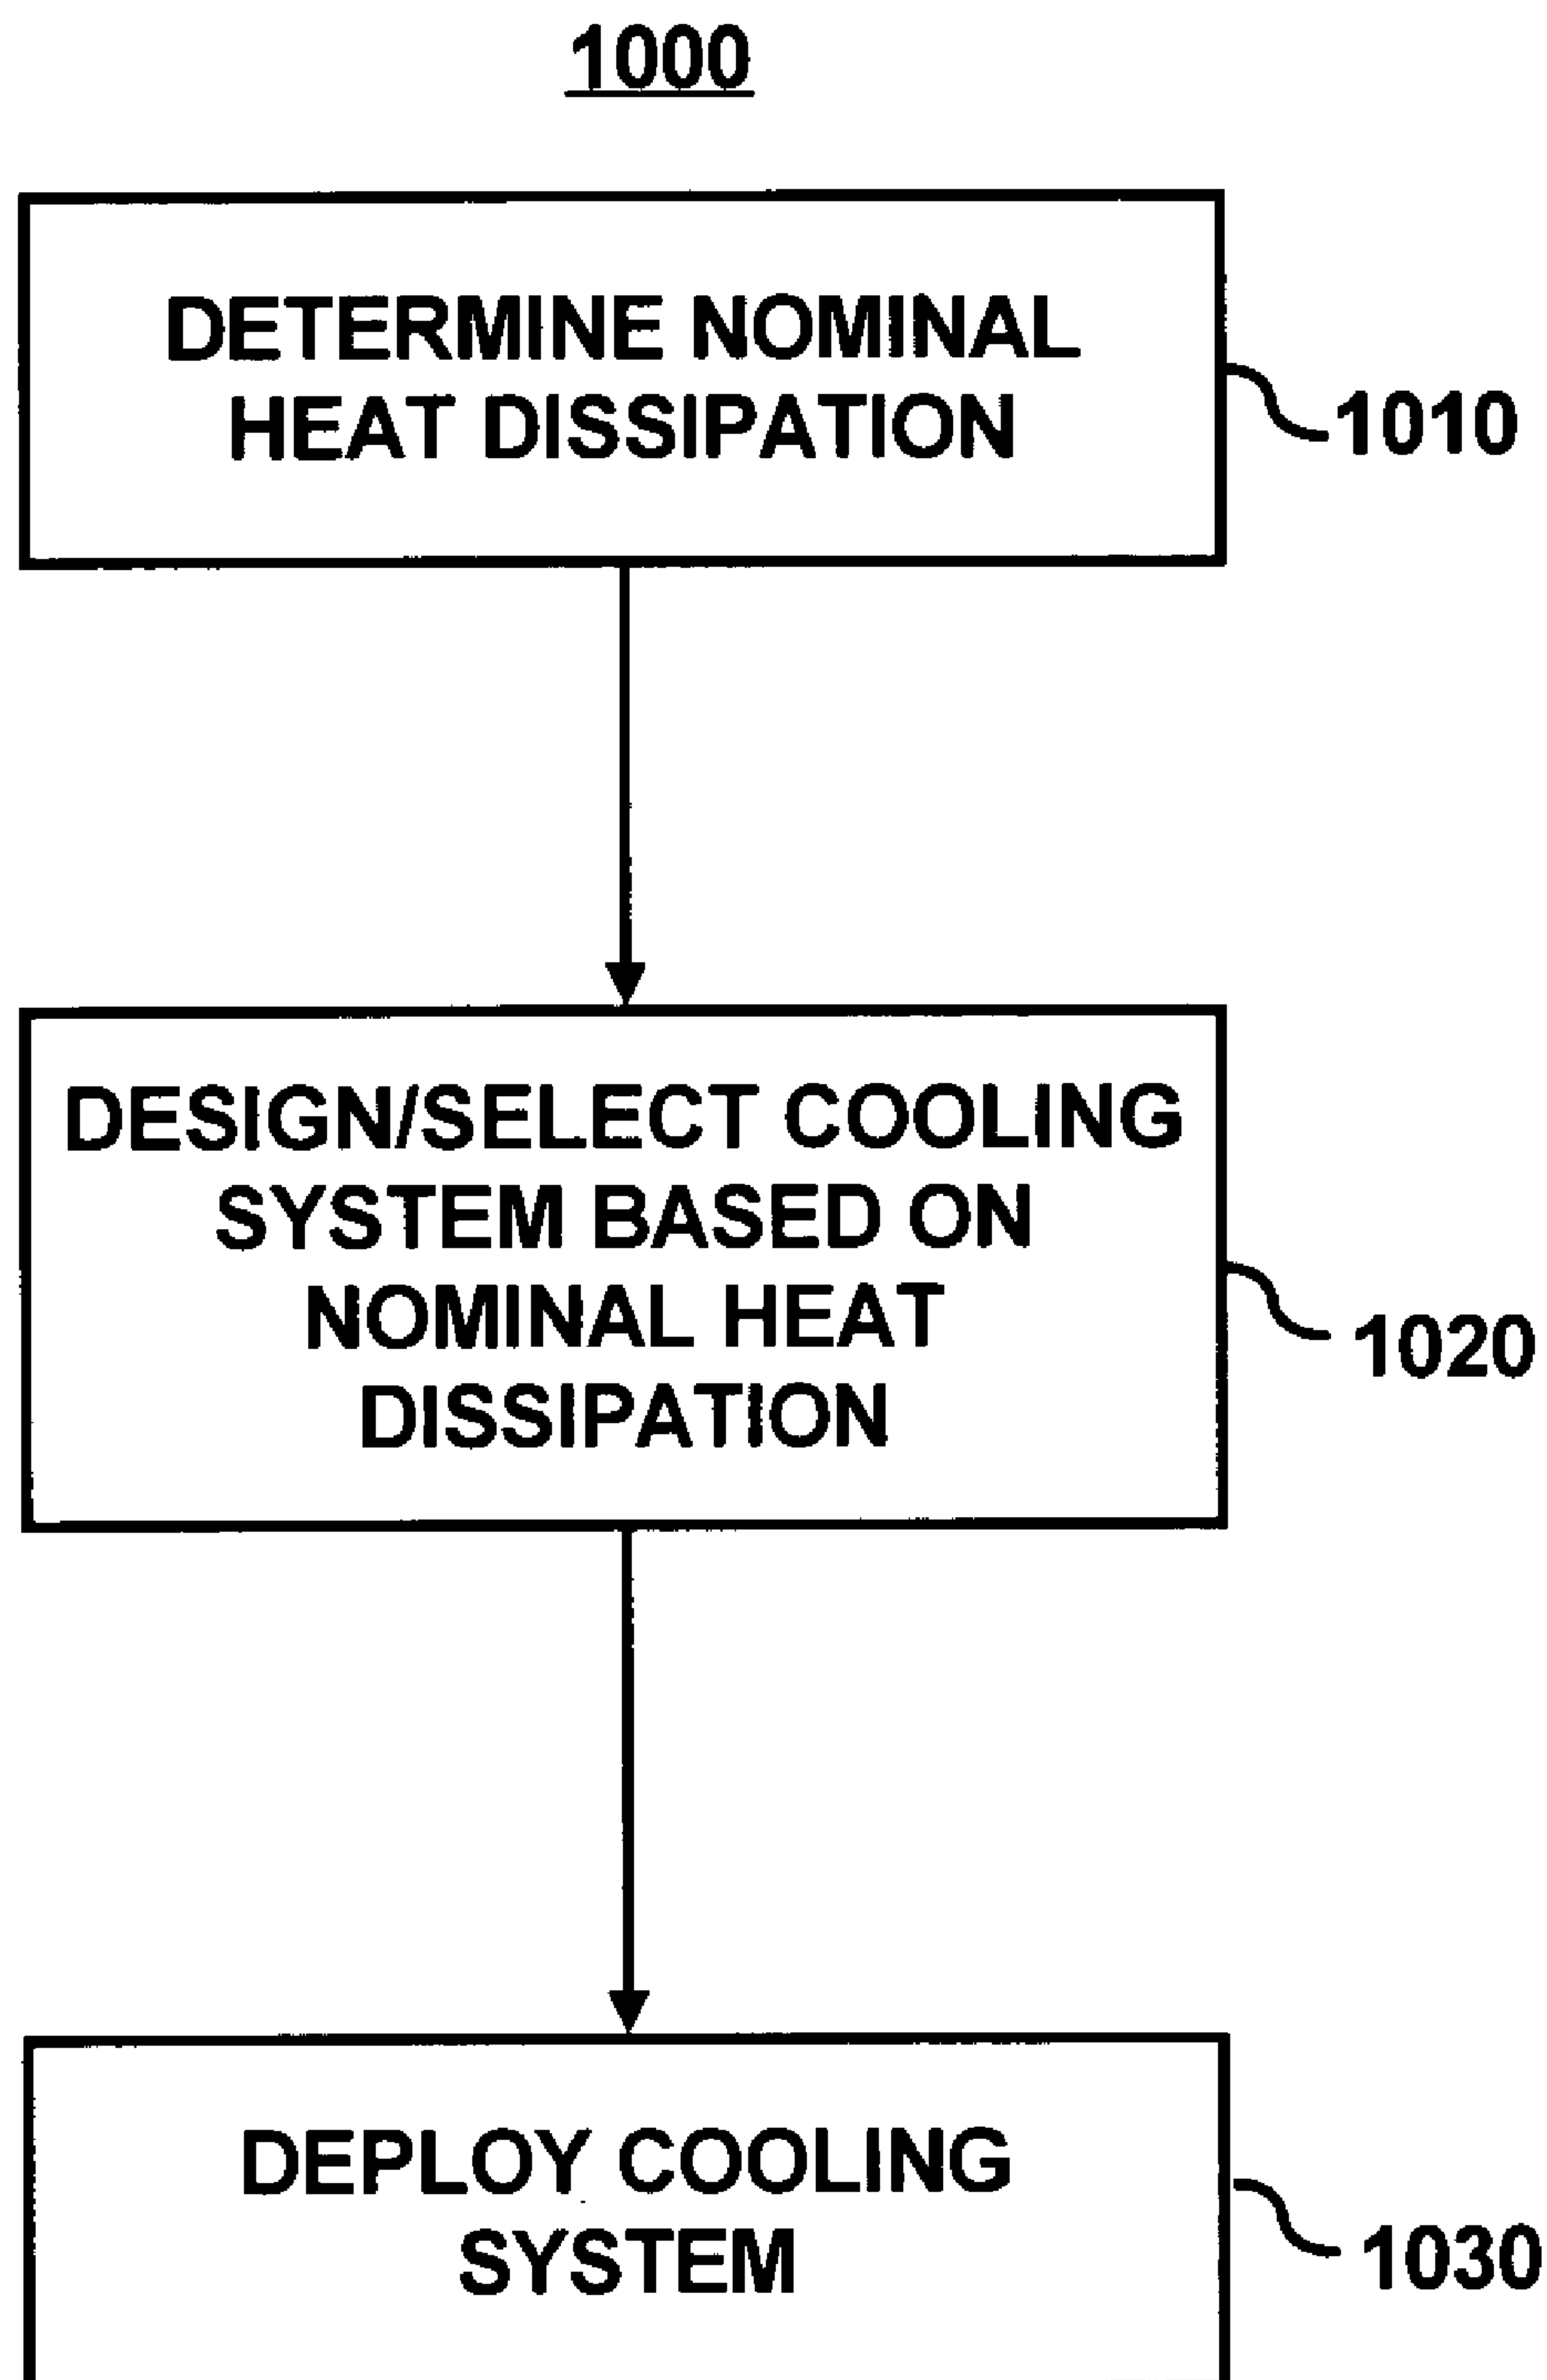 1000
DETERMINE NOMINAL
HEAT DISSIPATION
1010
DESIGN/SELECT COOLING
SYSTEM BASED ON
NOMINAL HEAT
DISSIPATION
1020
DEPLOY COOLING
SYSTEM
1030